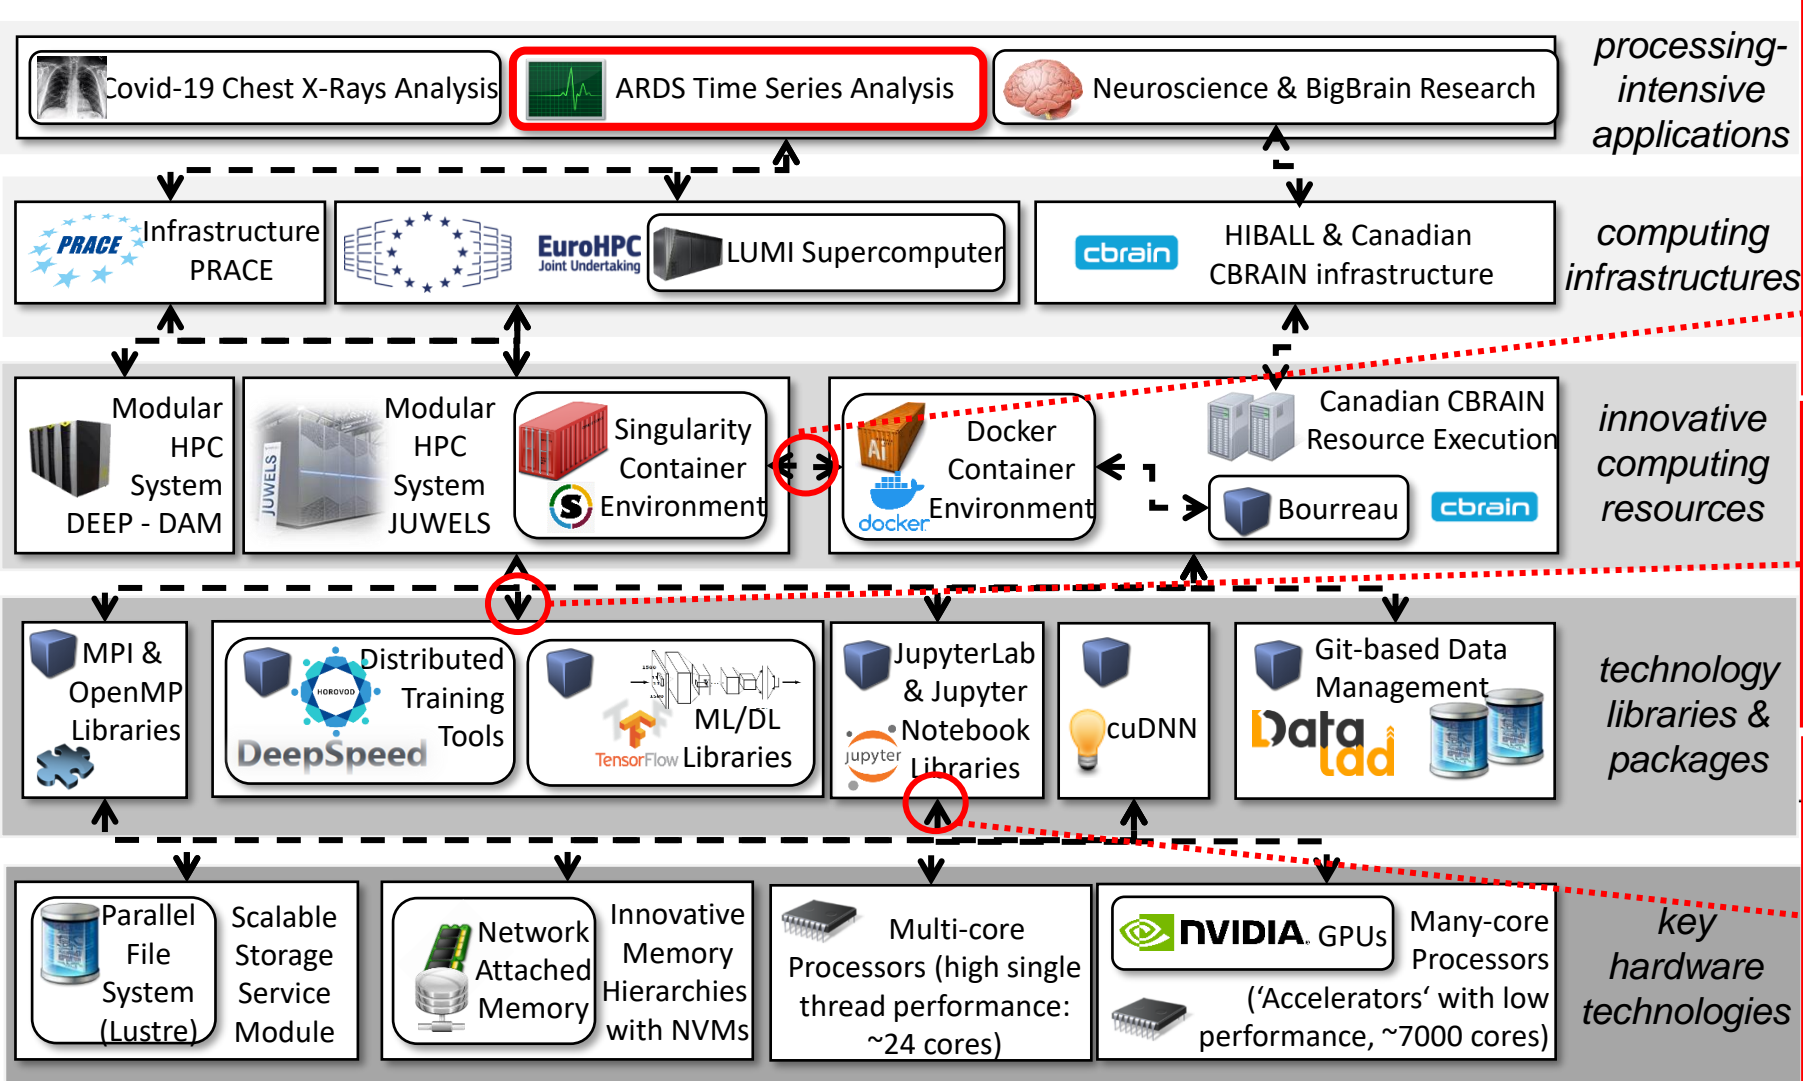 processing-
intensive
applications
Covid-19 Chest X-Rays Analysis
ARDS Time Series Analysis
Neuroscience & BigBrain Research
PRACE
Infrastructure
PRACE
EuroHPC
Joint Undertaking
LUMI Supercomputer
cbrain
HIBALL & Canadian
CBRAIN infrastructure
computing
infrastructures
Modular
HPC
System
DEEP - DAM
JUWELS
Modular
HPC
System
JUWELS
Singularity
Container
Environment
S
AI
docker
Docker
Container
Environment
Canadian CBRAIN
Resource Execution
Bourreau
cbrain
innovative
computing
resources
MPI &
OpenMP
Libraries
HOROVOD
Distributed
Training
Tools
DeepSpeed
TensorFlow
ML/DL
Libraries
JupyterLab
& Jupyter
Notebook
Libraries
jupyter
cuDNN
Git-based Data
Management
Data
lad
technology
libraries &
packages
Parallel
File
System
(Lustre)
Scalable
Storage
Service
Module
Network
Attached
Memory
Innovative
Memory
Hierarchies
with NVMs
Multi-core
Processors (high single
thread performance:
~24 cores)
NVIDIA. GPUs
Many-core
Processors
(‘Accelerators‘ with low
performance, ~7000 cores)
key
hardware
technologies